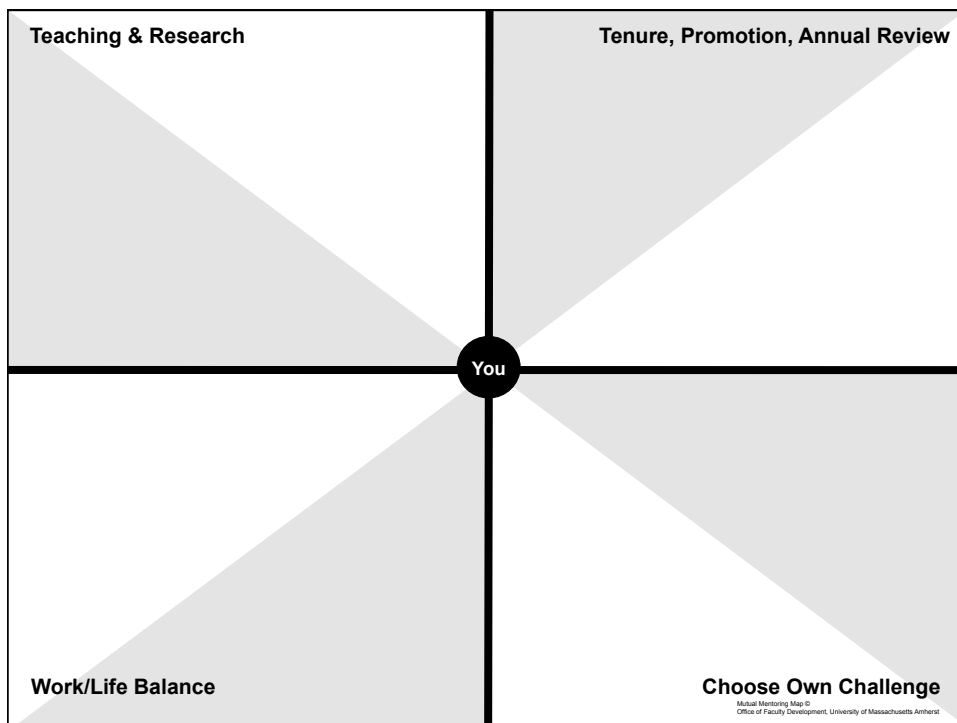 Teaching & Research
Tenure, Promotion, Annual Review
You
Work/Life Balance
Choose Own Challenge
Mutual Mentoring Map ©
Office of Faculty Development, University of Massachusetts Amherst